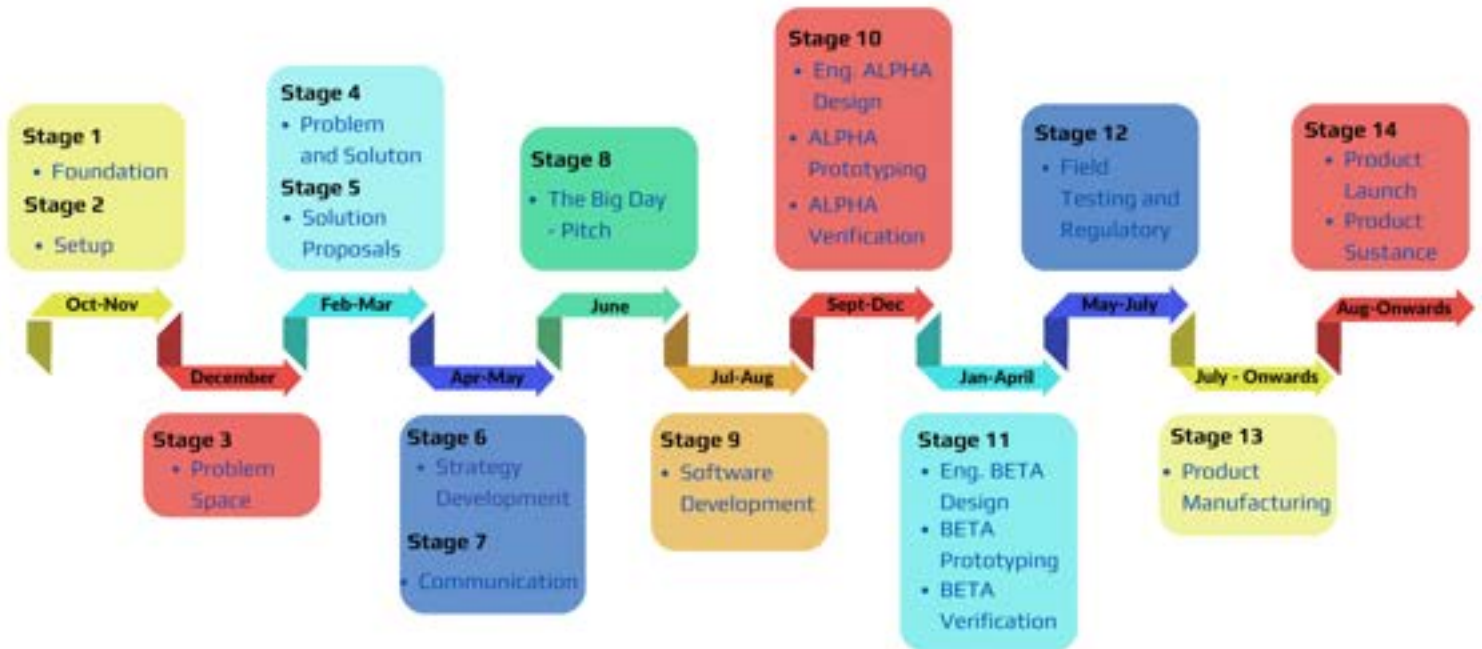 Stage 1
• Foundation
Stage 2
• Setup
Oct-Nov
December
Stage 3
• Problem
Space
Stage 4
• Problem
and Soluton
Stage 5
• Solution
Proposals
Feb-Mar
Apr-May
Stage 6
• Strategy
Development
Stage 7
• Communication
Stage 8
• The Big Day
- Pitch
June
Jul-Aug
Stage 9
• Software
Development
Stage 10
• Eng. ALPHA
Design
• ALPHA
Prototyping
• ALPHA
Verification
Sept-Dec
Jan-April
Stage 11
• Eng. BETA
Design
• BETA
Prototyping
• BETA
Verification
Stage 12
• Field
Testing and
Regulatory
May-July
July - Onwards
Stage 13
• Product
Manufacturing
Stage 14
• Product
Launch
• Product
Sustance
Aug-Onwards